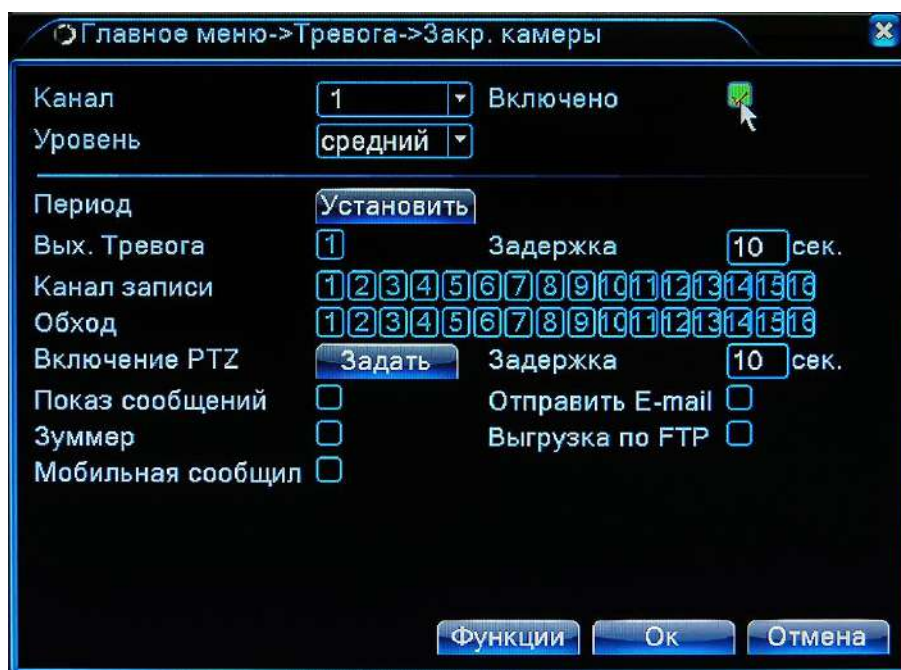 Главное меню->Тревога->Закр. камеры
Канал 1 Включено
Уровень средний
Период Установить
Вых. Тревога 1 Задержка 10 сек.
Канал записи 1 2 3 4 5 6 7 8 9 10 11 12 13 14 15 16
Обход 1 2 3 4 5 6 7 8 9 10 11 12 13 14 15 16
Включение PTZ Задать Задержка 10 сек.
Показ сообщений Отправить E-mail
Зуммер Выгрузка по FTP
Мобильная сообщил
Функции Ок Отмена